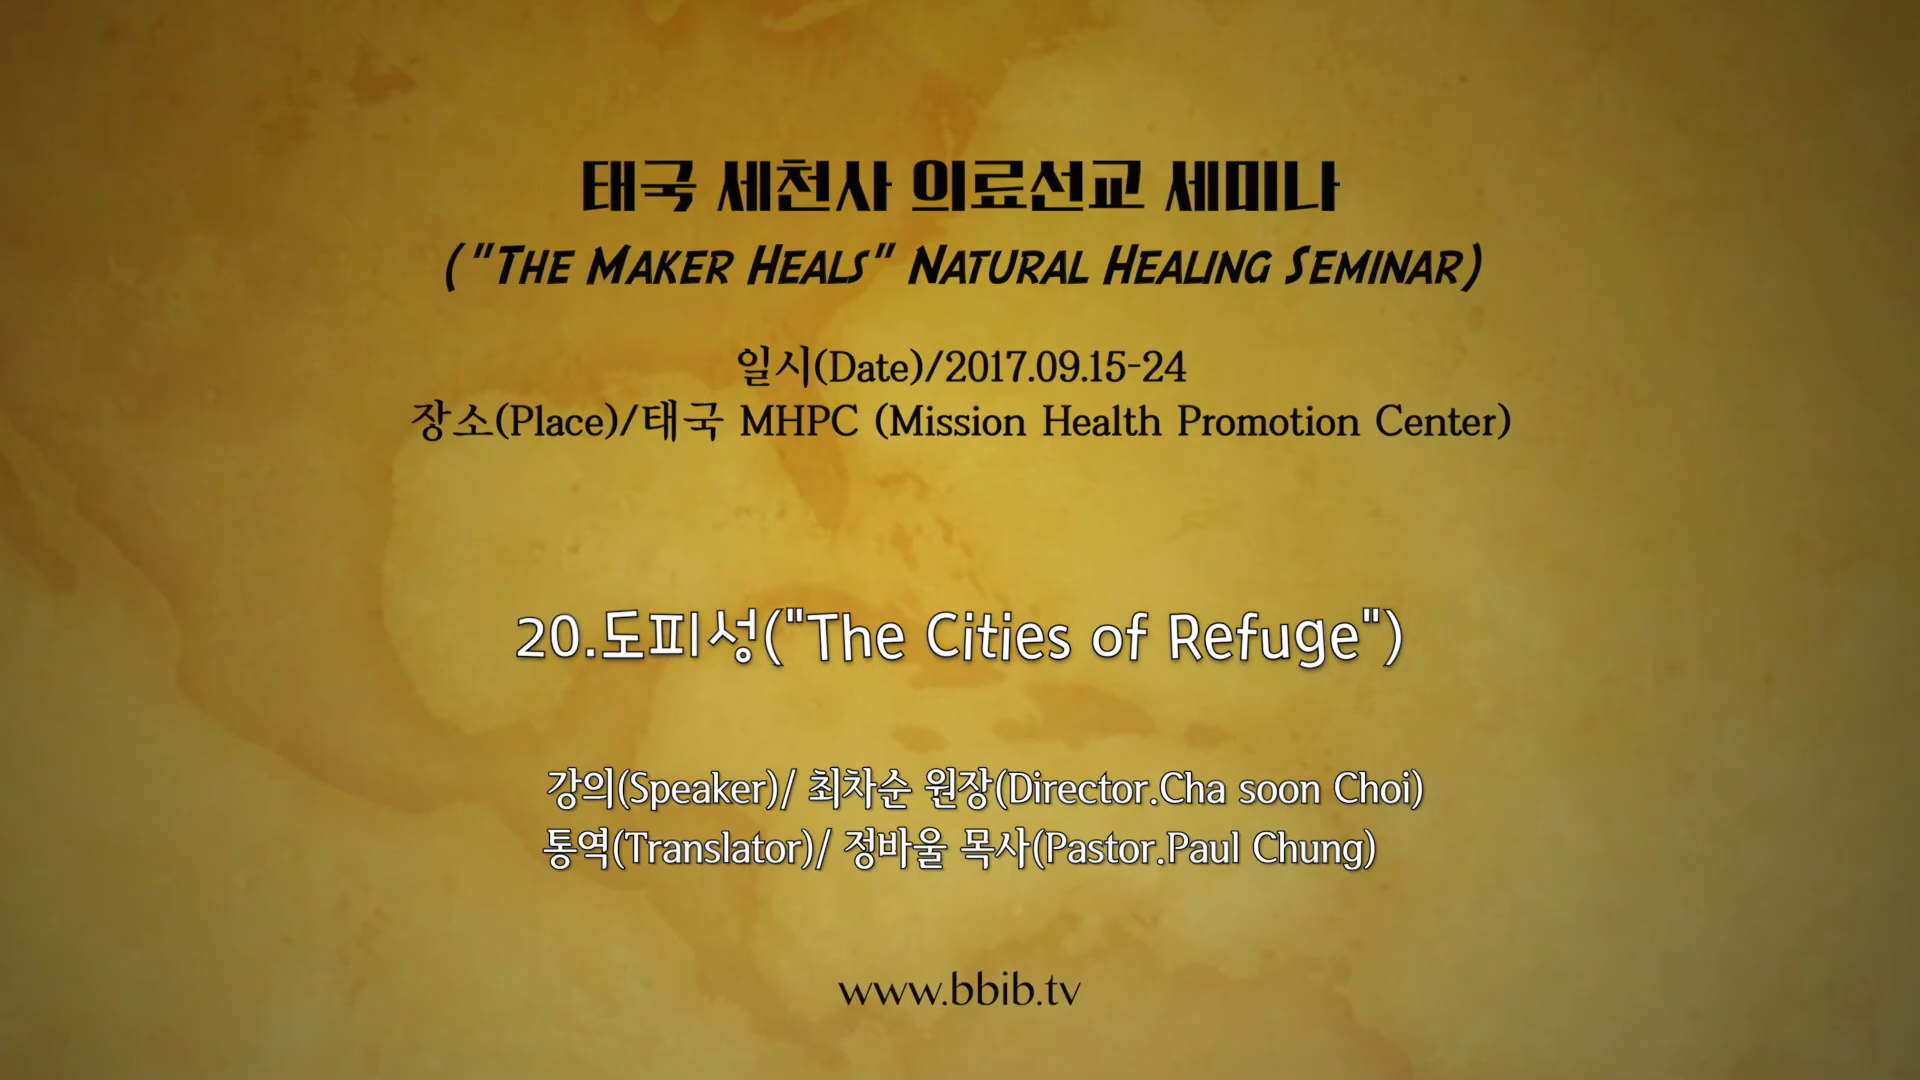 태국 세천사 의료선교 세미나
("The Maker Heals" Natural Healing Seminar)
일시(Date)/2017.09.15-24
장소(Place)/태국 MHPC (Mission Health Promotion Center)
20.도피성("The Cities of Refuge")
강의(Speaker)/ 최차순 원장(Director.Cha soon Choi)
통역(Translator)/ 정바울 목사(Pastor.Paul Chung)
www.bbib.tv